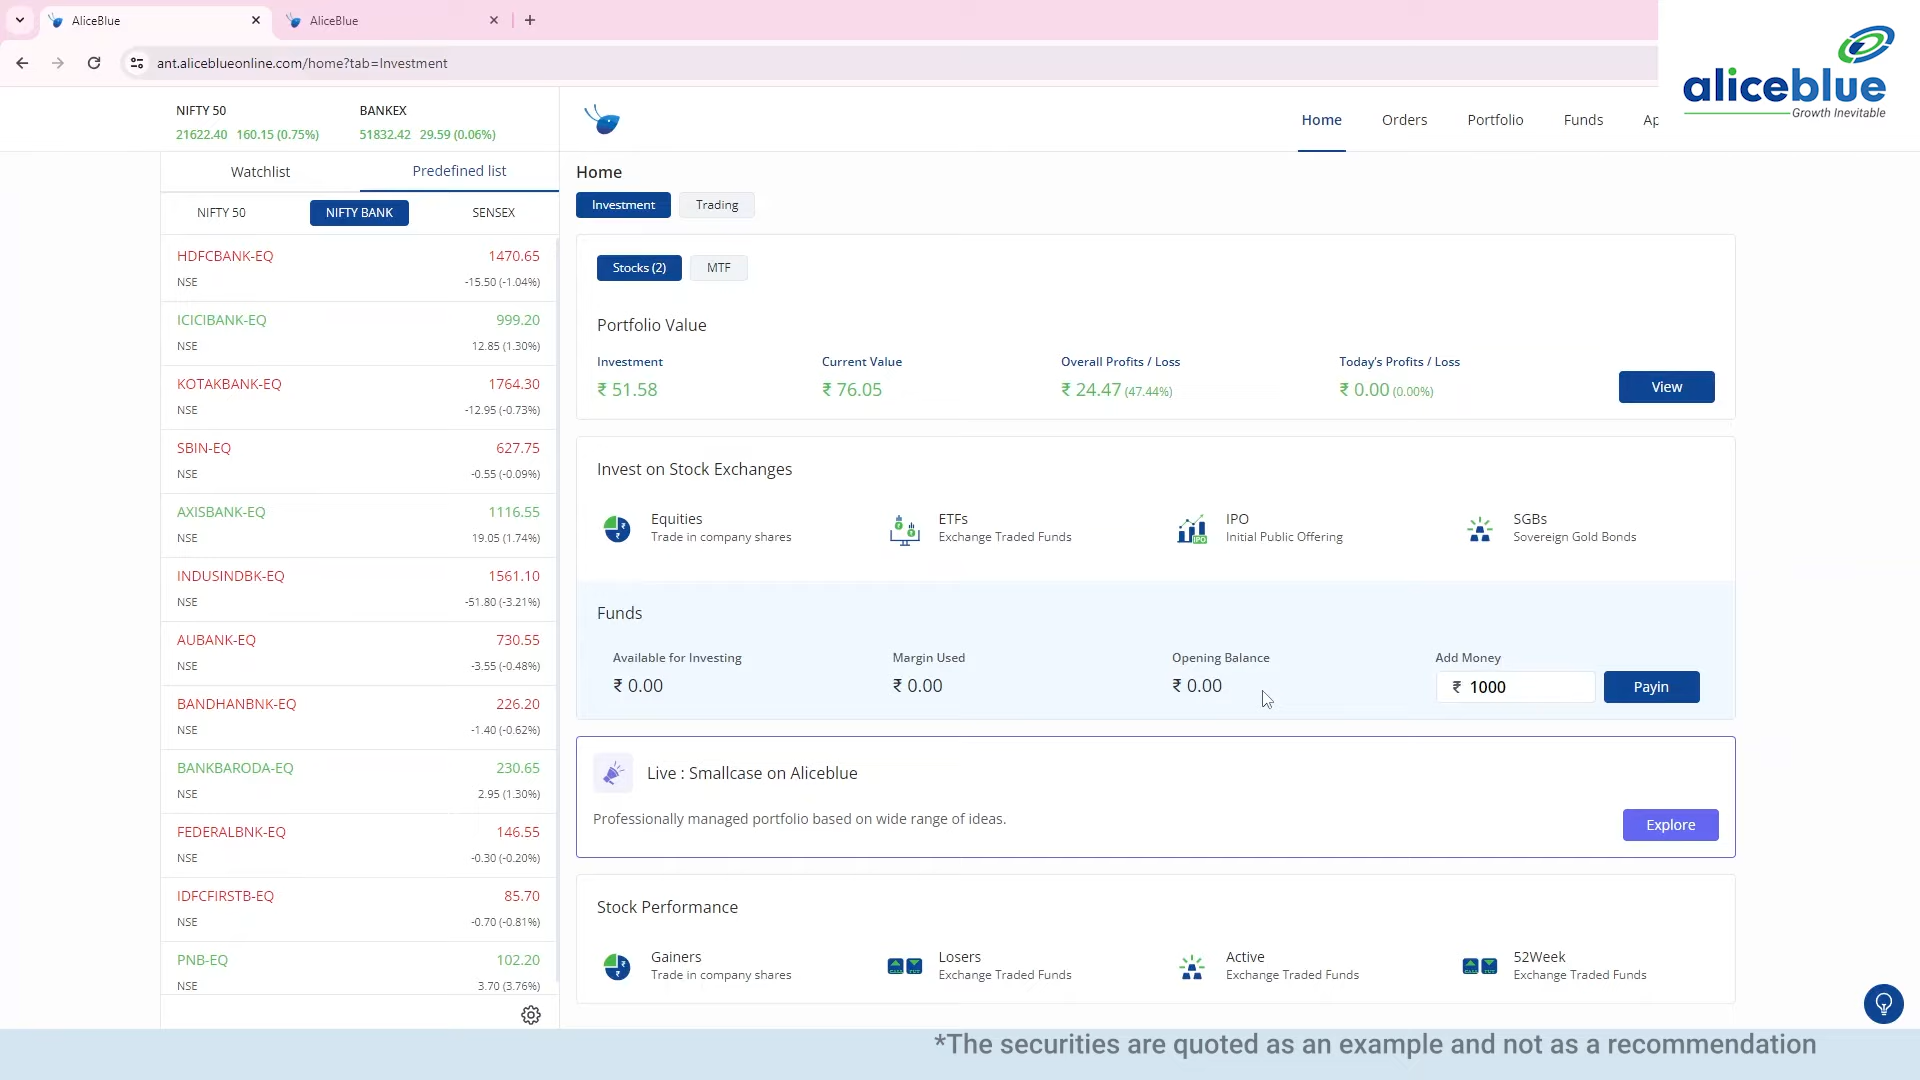 AliceBlue
AliceBlue
ant.aliceblueonline.com/home?tab=Investment
aliceblue
Growth Inevitable
NIFTY 50
21622.40 160.15 (0.75%)
BANKEX
51832.42 29.59 (0.06%)
Home Orders Portfolio Funds Ap
Watchlist Predefined list
NIFTY 50 NIFTY BANK SENSEX
HDFCBANK-EQ 1470.65
NSE -15.50 (-1.04%)
ICICIBANK-EQ 999.20
NSE 12.85 (1.30%)
KOTAKBANK-EQ 1764.30
NSE -12.95 (-0.73%)
SBIN-EQ 627.75
NSE -0.55 (-0.09%)
AXISBANK-EQ 1116.55
NSE 19.05 (1.74%)
INDUSINDBK-EQ 1561.10
NSE -51.80 (-3.21%)
AUBANK-EQ 730.55
NSE -3.55 (-0.48%)
BANDHANBNK-EQ 226.20
NSE -1.40 (-0.62%)
BANKBARODA-EQ 230.65
NSE 2.95 (1.30%)
FEDERALBNK-EQ 146.55
NSE -0.30 (-0.20%)
IDFCFIRSTB-EQ 85.70
NSE -0.70 (-0.81%)
PNB-EQ 102.20
NSE 3.70 (3.76%)
Home
Investment Trading
Stocks (2) MTF
Portfolio Value
Investment Current Value Overall Profits / Loss Today's Profits / Loss
₹ 51.58 ₹ 76.05 ₹ 24.47 (47.44%) ₹ 0.00 (0.00%)
View
Invest on Stock Exchanges
Equities
Trade in company shares
ETFs
Exchange Traded Funds
IPO
Initial Public Offering
SGBs
Sovereign Gold Bonds
Funds
Available for Investing Margin Used Opening Balance Add Money
₹ 0.00 ₹ 0.00 ₹ 0.00 ₹ 1000 Payin
Live : Smallcase on Aliceblue
Professionally managed portfolio based on wide range of ideas.
Explore
Stock Performance
Gainers
Trade in company shares
Losers
Exchange Traded Funds
Active
Exchange Traded Funds
52Week
Exchange Traded Funds
*The securities are quoted as an example and not as a recommendation